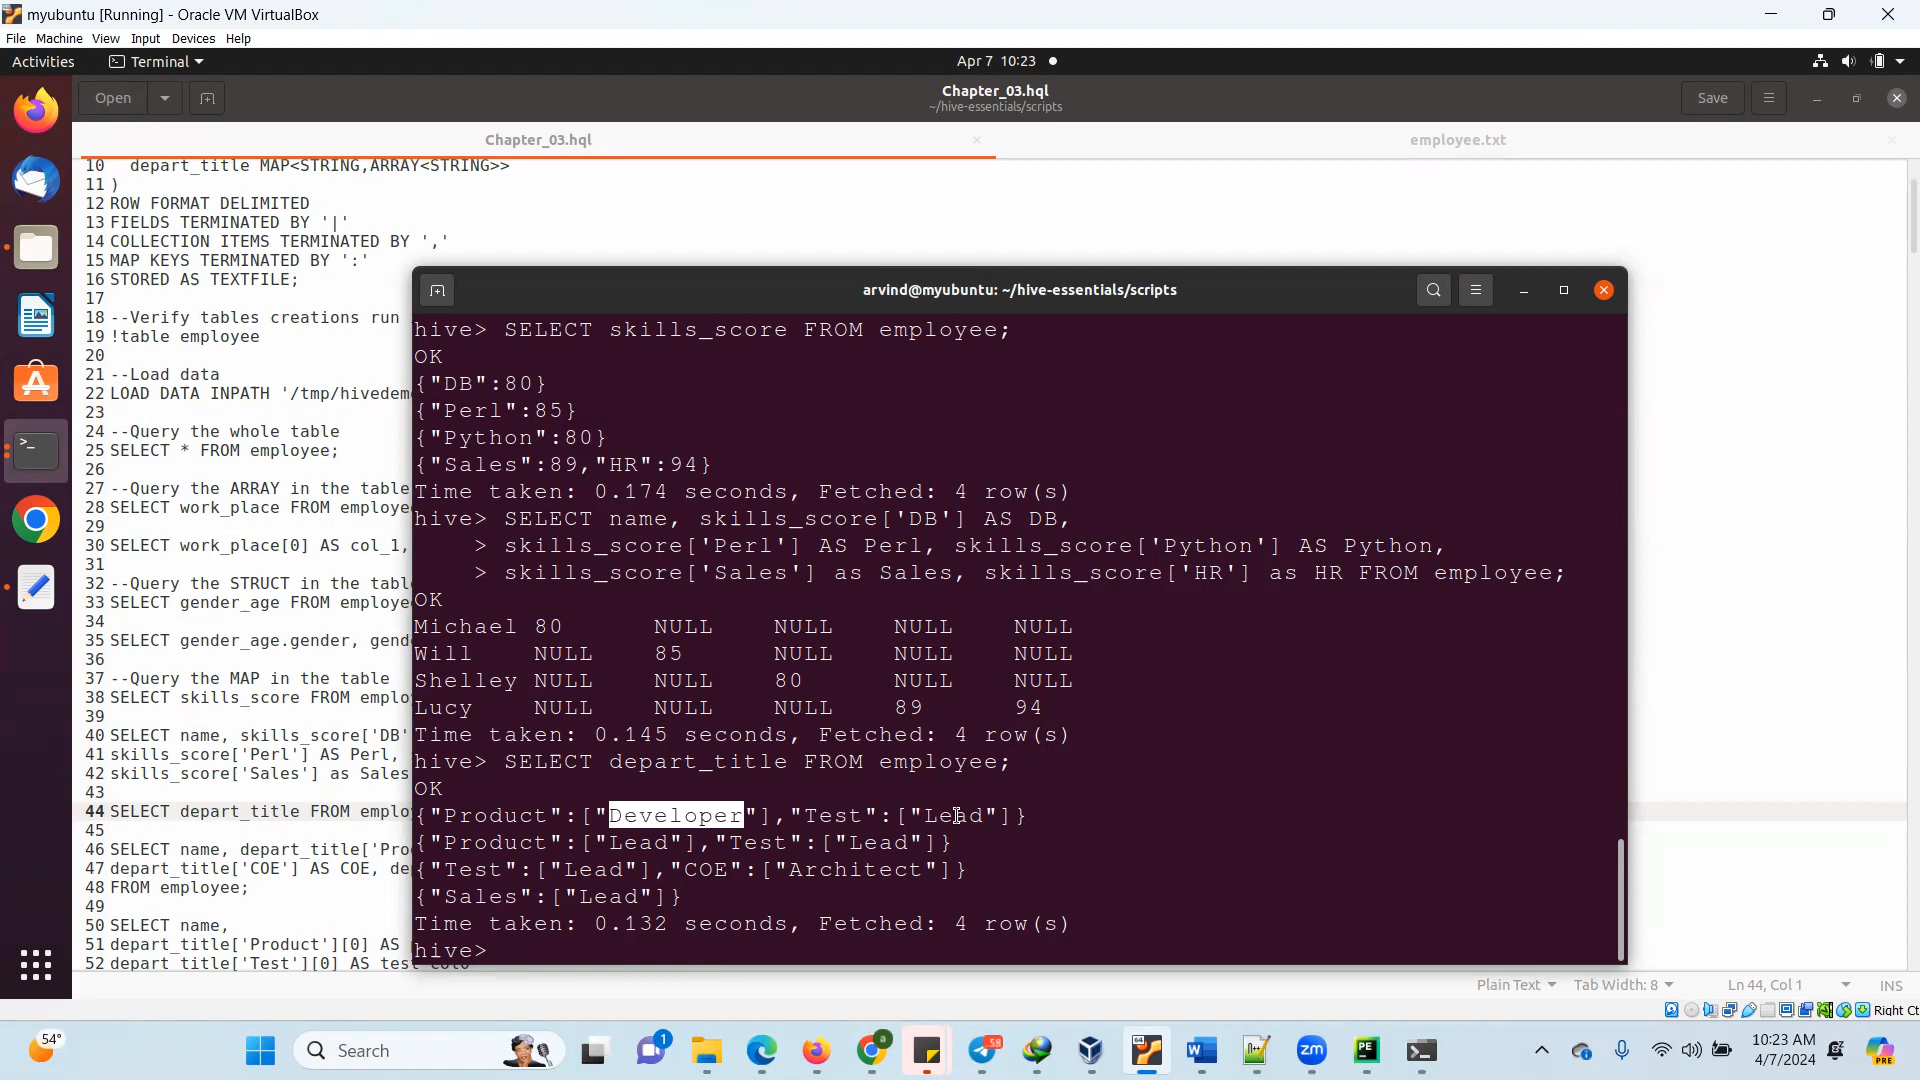 myubuntu [Running] - Oracle VM VirtualBox
File Machine View Input Devices Help
Activities Terminal Apr 7 10:23
Open Chapter_03.hql Save
~/hive-essentials/scripts
Chapter_03.hql employee.txt
10 depart_title MAP<STRING,ARRAY<STRING>>
11 )
12 ROW FORMAT DELIMITED
13 FIELDS TERMINATED BY '|'
14 COLLECTION ITEMS TERMINATED BY ','
15 MAP KEYS TERMINATED BY ':'
16 STORED AS TEXTFILE;
17
18 --Verify tables creations run
19 !table employee
20
21 --Load data
22 LOAD DATA INPATH '/tmp/hivedem
23
24 --Query the whole table
25 SELECT * FROM employee;
26
27 --Query the ARRAY in the table
28 SELECT work_place FROM employee
29
30 SELECT work_place[0] AS col_1,
31
32 --Query the STRUCT in the table
33 SELECT gender_age FROM employee
34
35 SELECT gender_age.gender, gend
36
37 --Query the MAP in the table
38 SELECT skills_score FROM emplo
39
40 SELECT name, skills_score['DB'
41 skills_score['Perl'] AS Perl,
42 skills_score['Sales'] as Sales
43
44 SELECT depart_title FROM emplo
45
46 SELECT name, depart_title['Pro
47 depart_title['COE'] AS COE, de
48 FROM employee;
49
50 SELECT name,
51 depart_title['Product'][0] AS
52 depart_title['Test'][0] AS test_col0
arvind@myubuntu: ~/hive-essentials/scripts
hive> SELECT skills_score FROM employee;
OK
{"DB":80}
{"Perl":85}
{"Python":80}
{"Sales":89,"HR":94}
Time taken: 0.174 seconds, Fetched: 4 row(s)
hive> SELECT name, skills_score['DB'] AS DB,
> skills_score['Perl'] AS Perl, skills_score['Python'] AS Python,
> skills_score['Sales'] as Sales, skills_score['HR'] as HR FROM employee;
OK
Michael 80 NULL NULL NULL NULL
Will NULL 85 NULL NULL NULL
Shelley NULL NULL 80 NULL NULL
Lucy NULL NULL NULL 89 94
Time taken: 0.145 seconds, Fetched: 4 row(s)
hive> SELECT depart_title FROM employee;
OK
{"Product":["Developer"],"Test":["Lead"]}
{"Product":["Lead"],"Test":["Lead"]}
{"Test":["Lead"],"COE":["Architect"]}
{"Sales":["Lead"]}
Time taken: 0.132 seconds, Fetched: 4 row(s)
hive>
Plain Text Tab Width: 8 Ln 44, Col 1 INS
Right Ct
54° Search 10:23 AM
4/7/2024